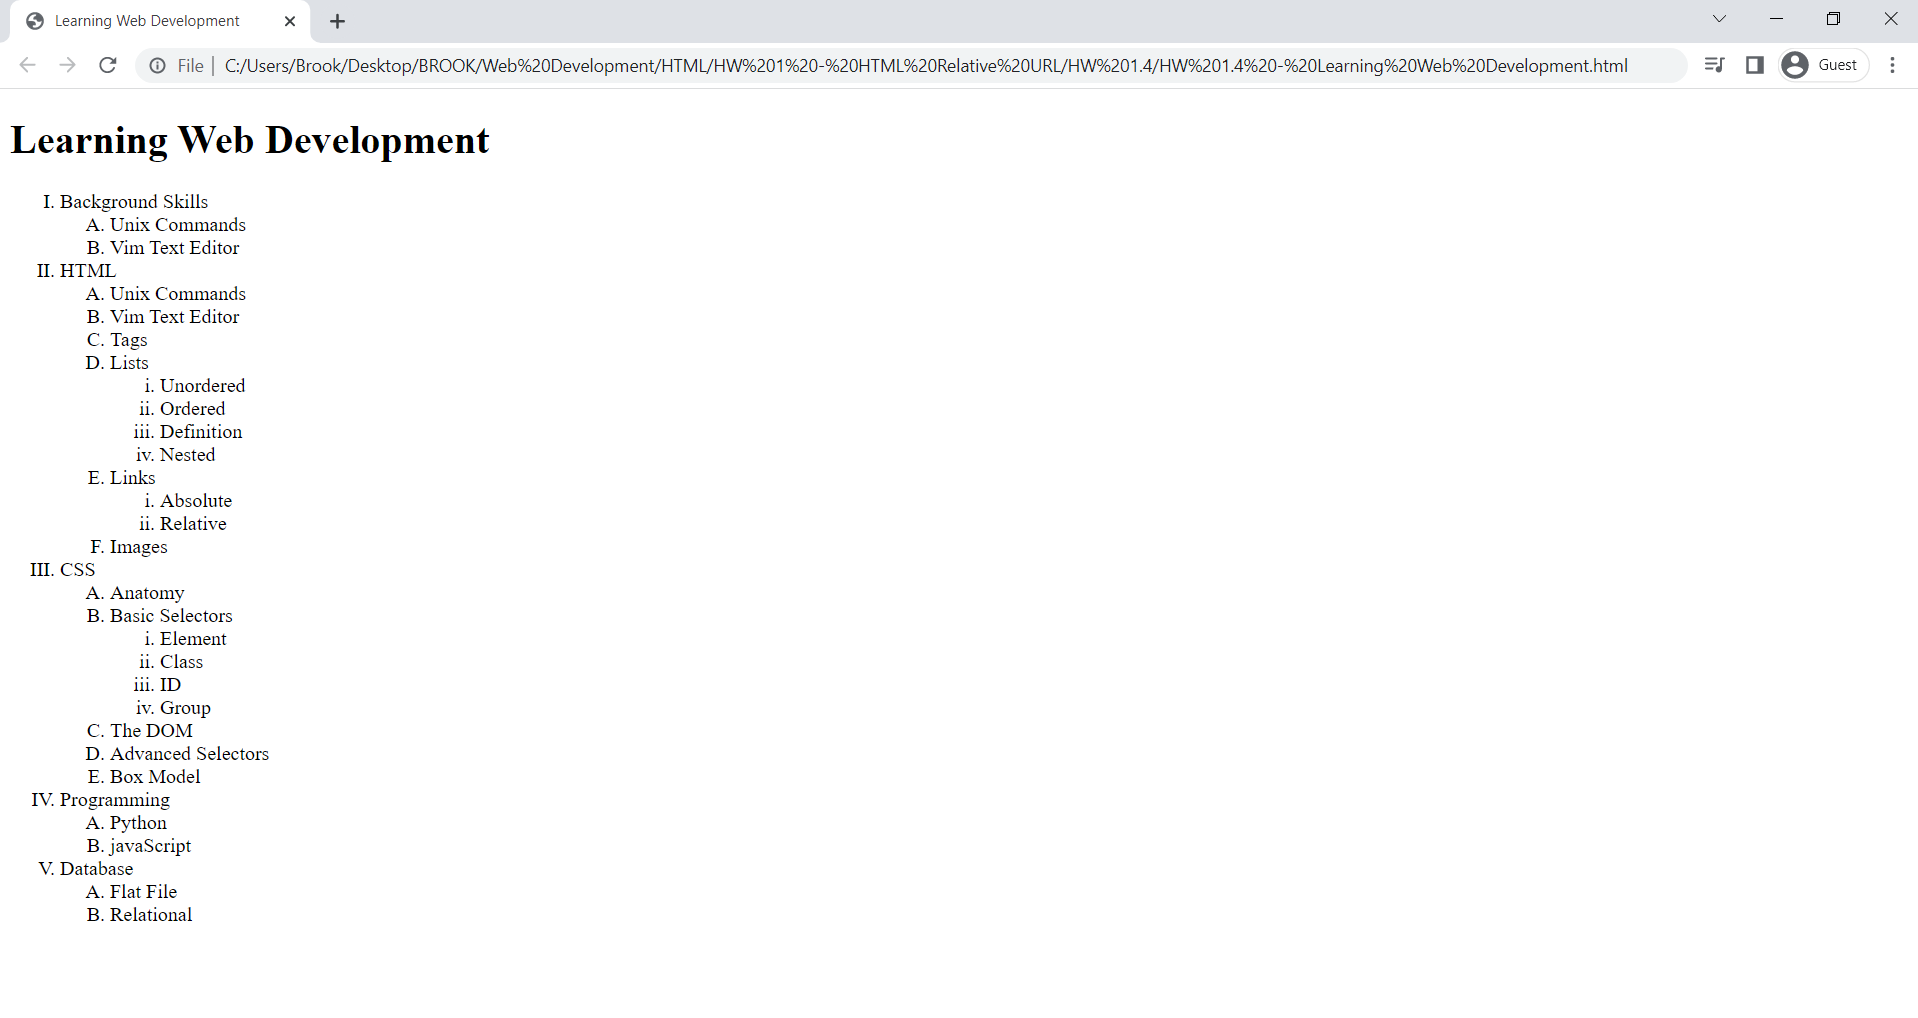 Learning Web Development
File | C:/Users/Brook/Desktop/BROOK/Web%20Development/HTML/HW%201%20-%20HTML%20Relative%20URL/HW%201.4/HW%201.4%20-%20Learning%20Web%20Development.html
Guest
Learning Web Development
I. Background Skills
A. Unix Commands
B. Vim Text Editor
II. HTML
A. Unix Commands
B. Vim Text Editor
C. Tags
D. Lists
i. Unordered
ii. Ordered
iii. Definition
iv. Nested
E. Links
i. Absolute
ii. Relative
F. Images
III. CSS
A. Anatomy
B. Basic Selectors
i. Element
ii. Class
iii. ID
iv. Group
C. The DOM
D. Advanced Selectors
E. Box Model
IV. Programming
A. Python
B. javaScript
V. Database
A. Flat File
B. Relational